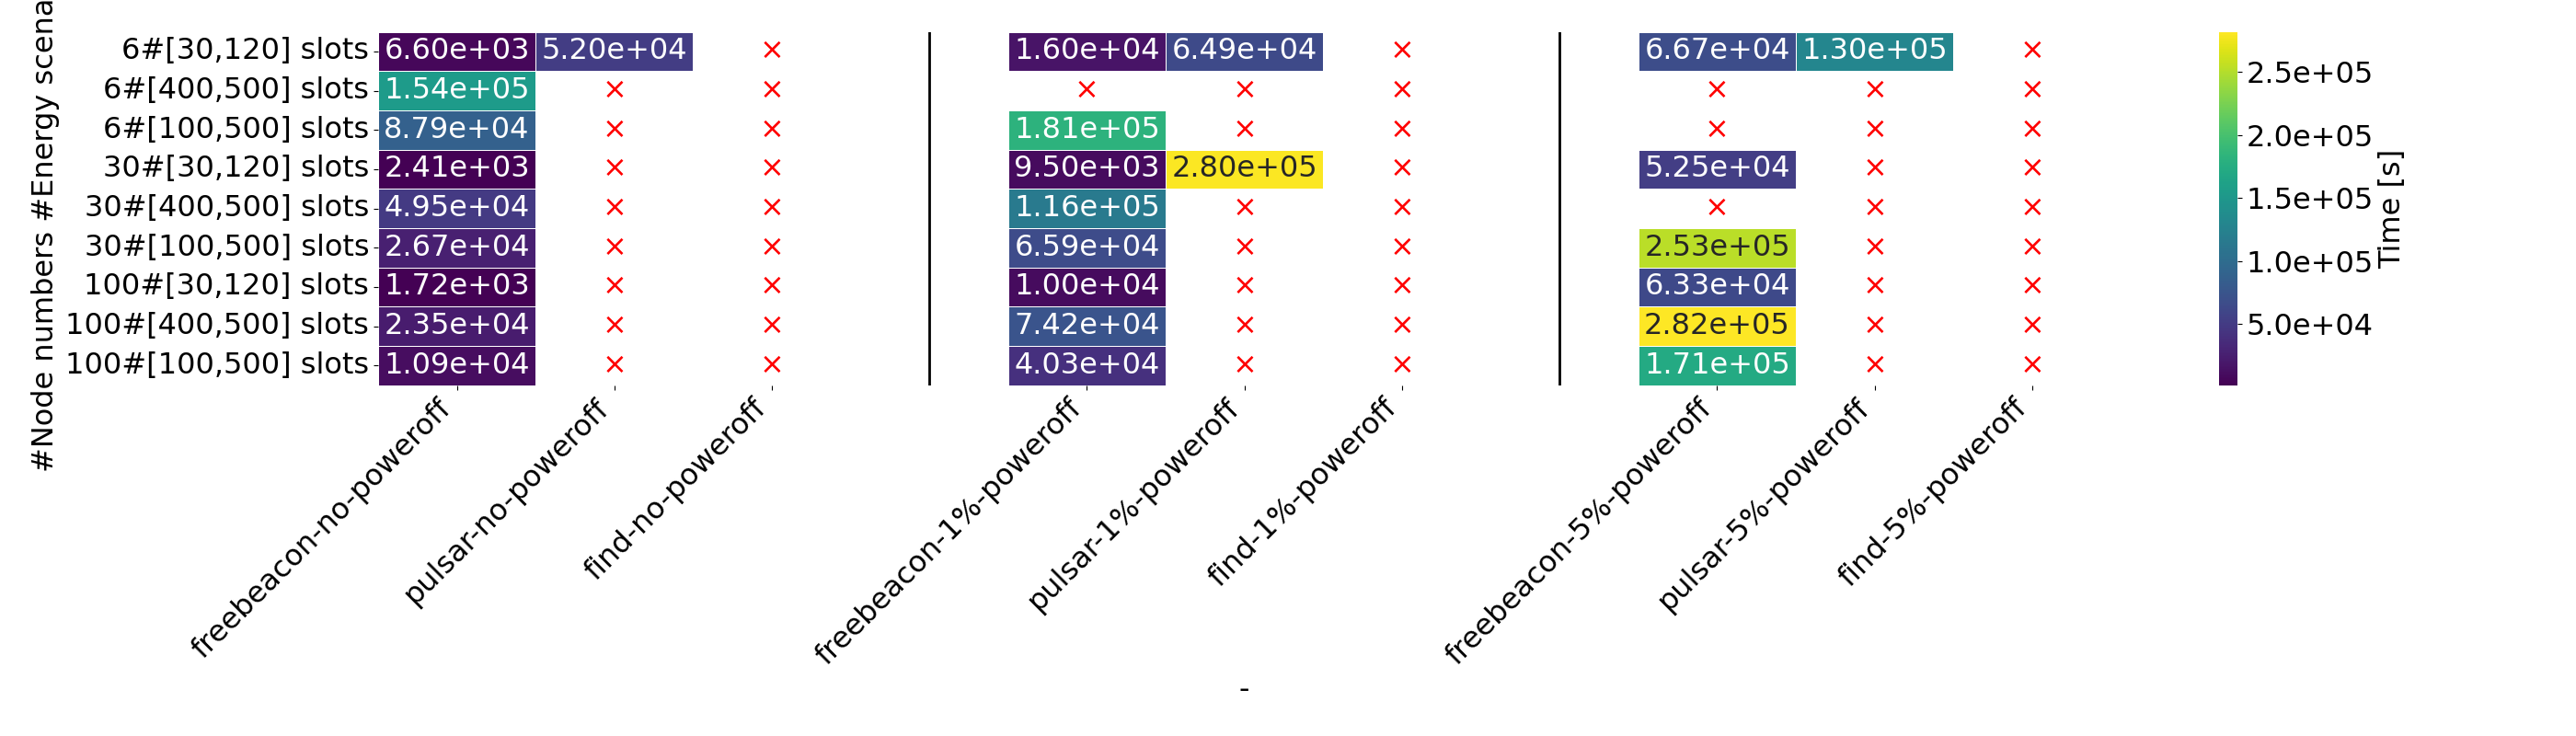 #Node numbers #Energy scena
6#[30,120] slots 6.60e+03 5.20e+04 × 1.60e+04 6.49e+04 × 6.67e+04 1.30e+05 ×
6#[400,500] slots 1.54e+05 × × × × × × × ×
6#[100,500] slots 8.79e+04 × × 1.81e+05 × × × × ×
30#[30,120] slots 2.41e+03 × × 9.50e+03 2.80e+05 × 5.25e+04 × ×
30#[400,500] slots 4.95e+04 × × 1.16e+05 × × × × ×
30#[100,500] slots 2.67e+04 × × 6.59e+04 × × 2.53e+05 × ×
100#[30,120] slots 1.72e+03 × × 1.00e+04 × × 6.33e+04 × ×
100#[400,500] slots 2.35e+04 × × 7.42e+04 × × 2.82e+05 × ×
100#[100,500] slots 1.09e+04 × × 4.03e+04 × × 1.71e+05 × ×
freebeacon-no-poweroff
pulsar-no-poweroff
find-no-poweroff
freebeacon-1%-poweroff
pulsar-1%-poweroff
find-1%-poweroff
freebeacon-5%-poweroff
pulsar-5%-poweroff
find-5%-poweroff
-
2.5e+05
2.0e+05
1.5e+05
1.0e+05
5.0e+04
Time [s]